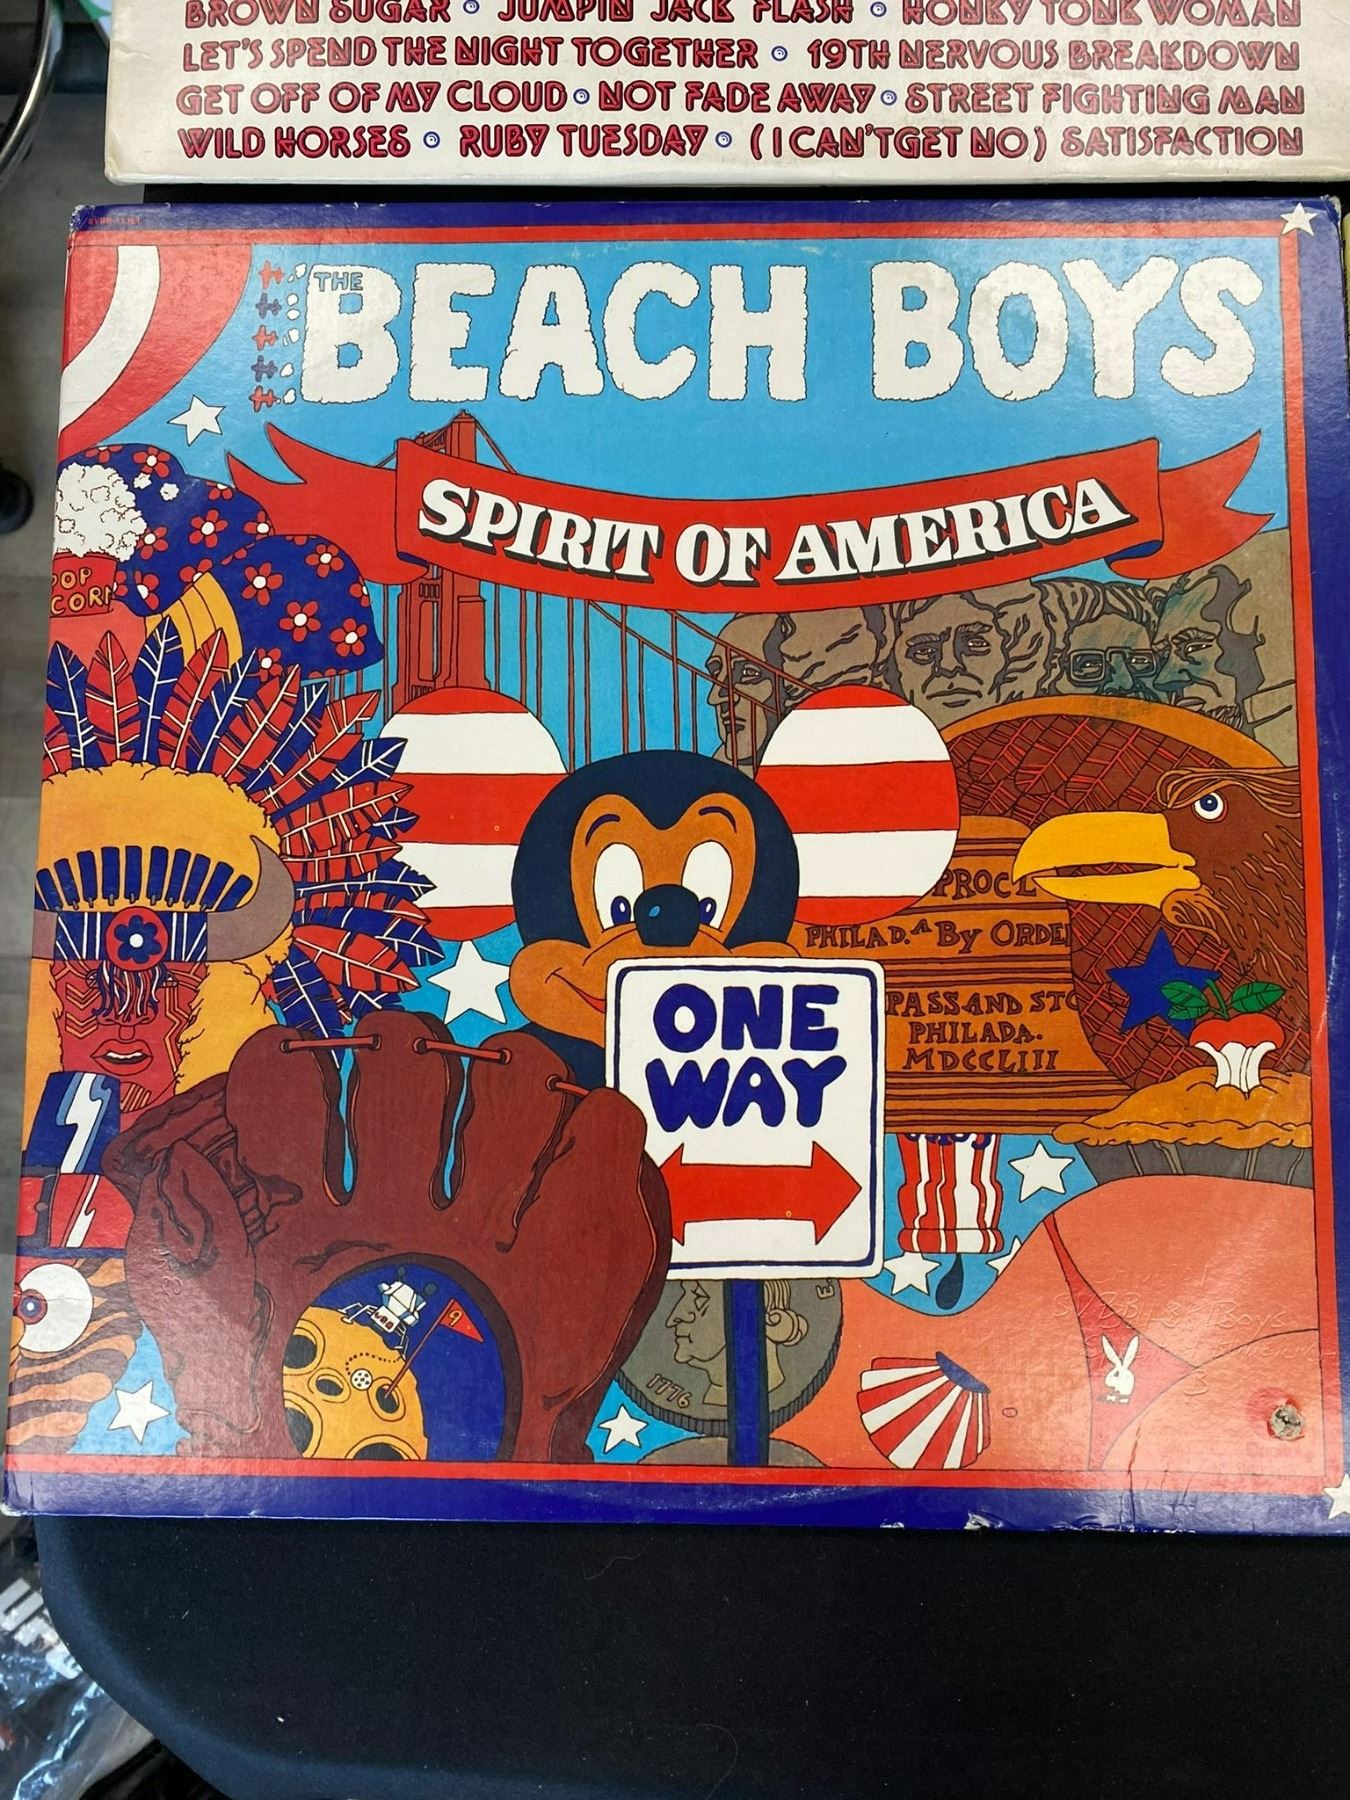 BROWN SUGAR • JUMPIN' JACK FLASH • HONKY TONK WOMAN
LET'S SPEND THE NIGHT TOGETHER • 19TH NERVOUS BREAKDOWN
GET OFF OF MY CLOUD • NOT FADE AWAY • STREET FIGHTING MAN
WILD HORSES • RUBY TUESDAY • (I CAN'T GET NO) SATISFACTION
THE
BEACH BOYS
SPIRIT OF AMERICA
POP
CORN
PROCL
PHILAD.A By ORDE
PASS AND STO
PHILADA.
MDCCLIII
ONE
WAY
9
1776